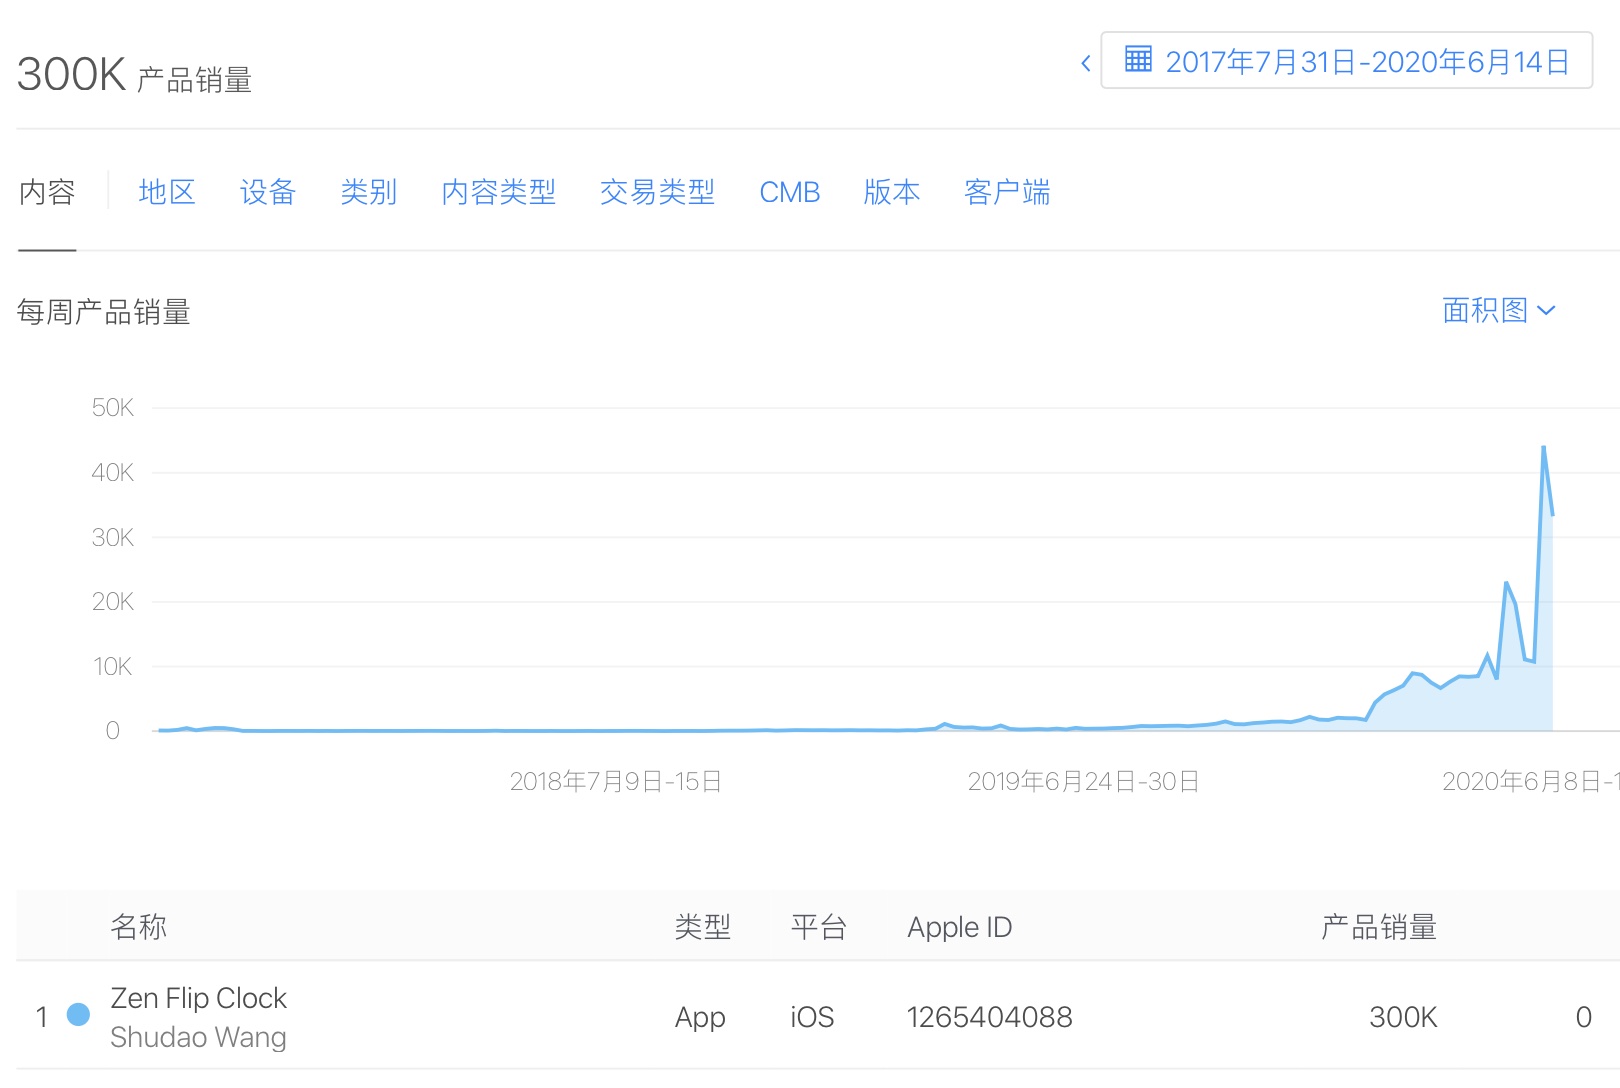 300K 产品销量
2017年7月31日-2020年6月14日
内容 地区 设备 类别 内容类型 交易类型 CMB 版本 客户端
每周产品销量
面积图
50K
40K
30K
20K
10K
0
2018年7月9日-15日 2019年6月24日-30日 2020年6月8日-1
名称 类型 平台 Apple ID 产品销量
1 Zen Flip Clock App iOS 1265404088 300K 0
Shudao Wang